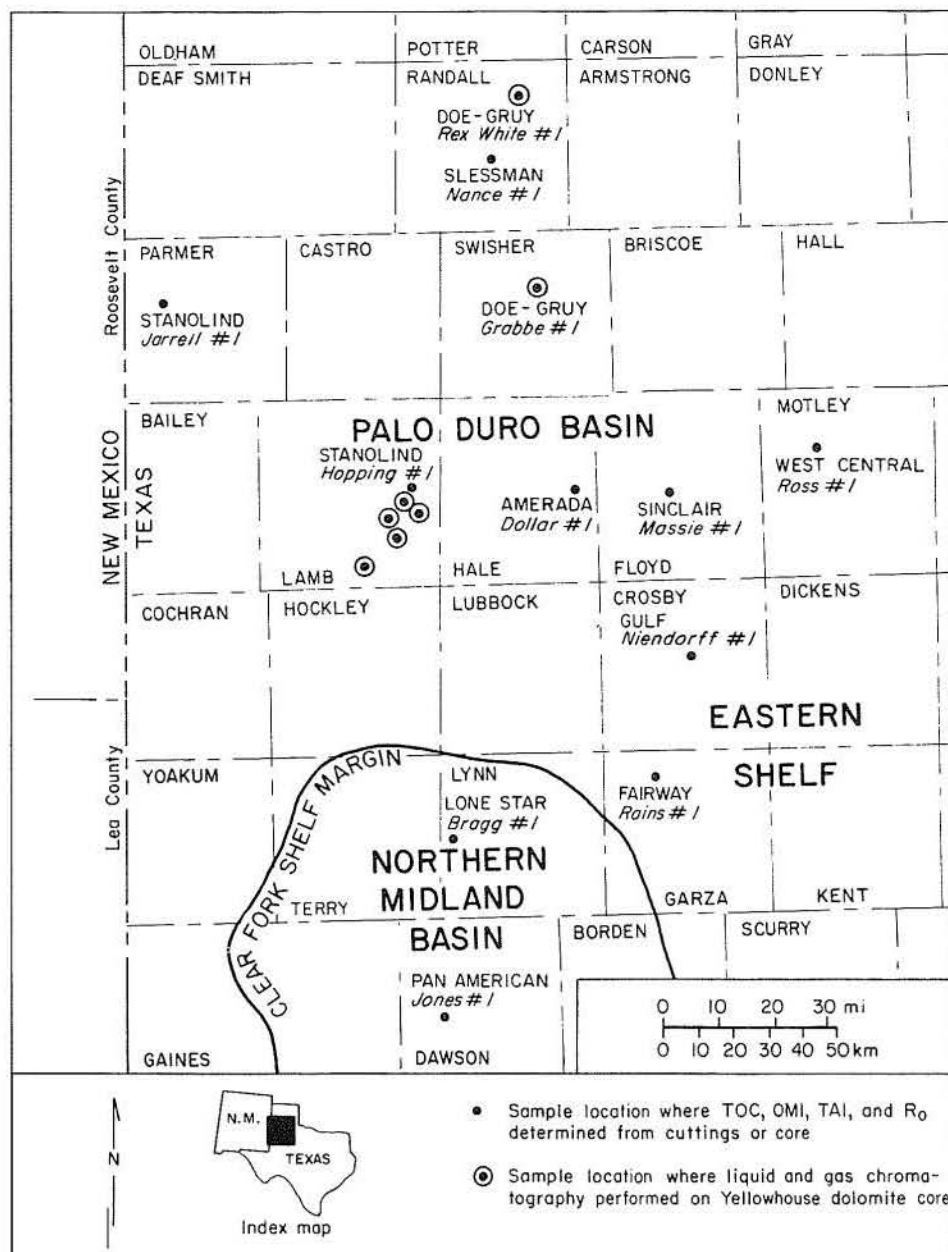 OLDHAM
POTTER
CARSON
GRAY
DEAF SMITH
RANDALL
ARMSTRONG
DONLEY
DOE-GRUY
Rex White #1
SLESSMAN
Nance #1
Roosevelt County
PARMER
CASTRO
SWISHER
BRISCOE
HALL
STANOLIND
Jarrell #1
DOE-GRUY
Grabbe #1
NEW MEXICO
TEXAS
BAILEY
PALO DURO BASIN
MOTLEY
STANOLIND
Hopping #1
AMERADA
Dollar #1
SINCLAIR
Massie #1
WEST CENTRAL
Ross #1
LAMB
HALE
FLOYD
COCHRAN
HOCKLEY
LUBBOCK
CROSBY
DICKENS
GULF
Niendorff #1
EASTERN
SHELF
Lea County
YOAKUM
CLEAR FORK SHELF MARGIN
LYNN
LONE STAR
Bragg #1
FAIRWAY
Rains #1
NORTHERN
MIDLAND
BASIN
TERRY
GARZA
KENT
BORDEN
SCURRY
PAN AMERICAN
Jones #1
GAINES
DAWSON
0 10 20 30 mi
0 10 20 30 40 50 km
N
N.M.
TEXAS
Index map
Sample location where TOC, OMI, TAI, and Ro
determined from cuttings or core
Sample location where liquid and gas chroma-
tography performed on Yellowhouse dolomite core